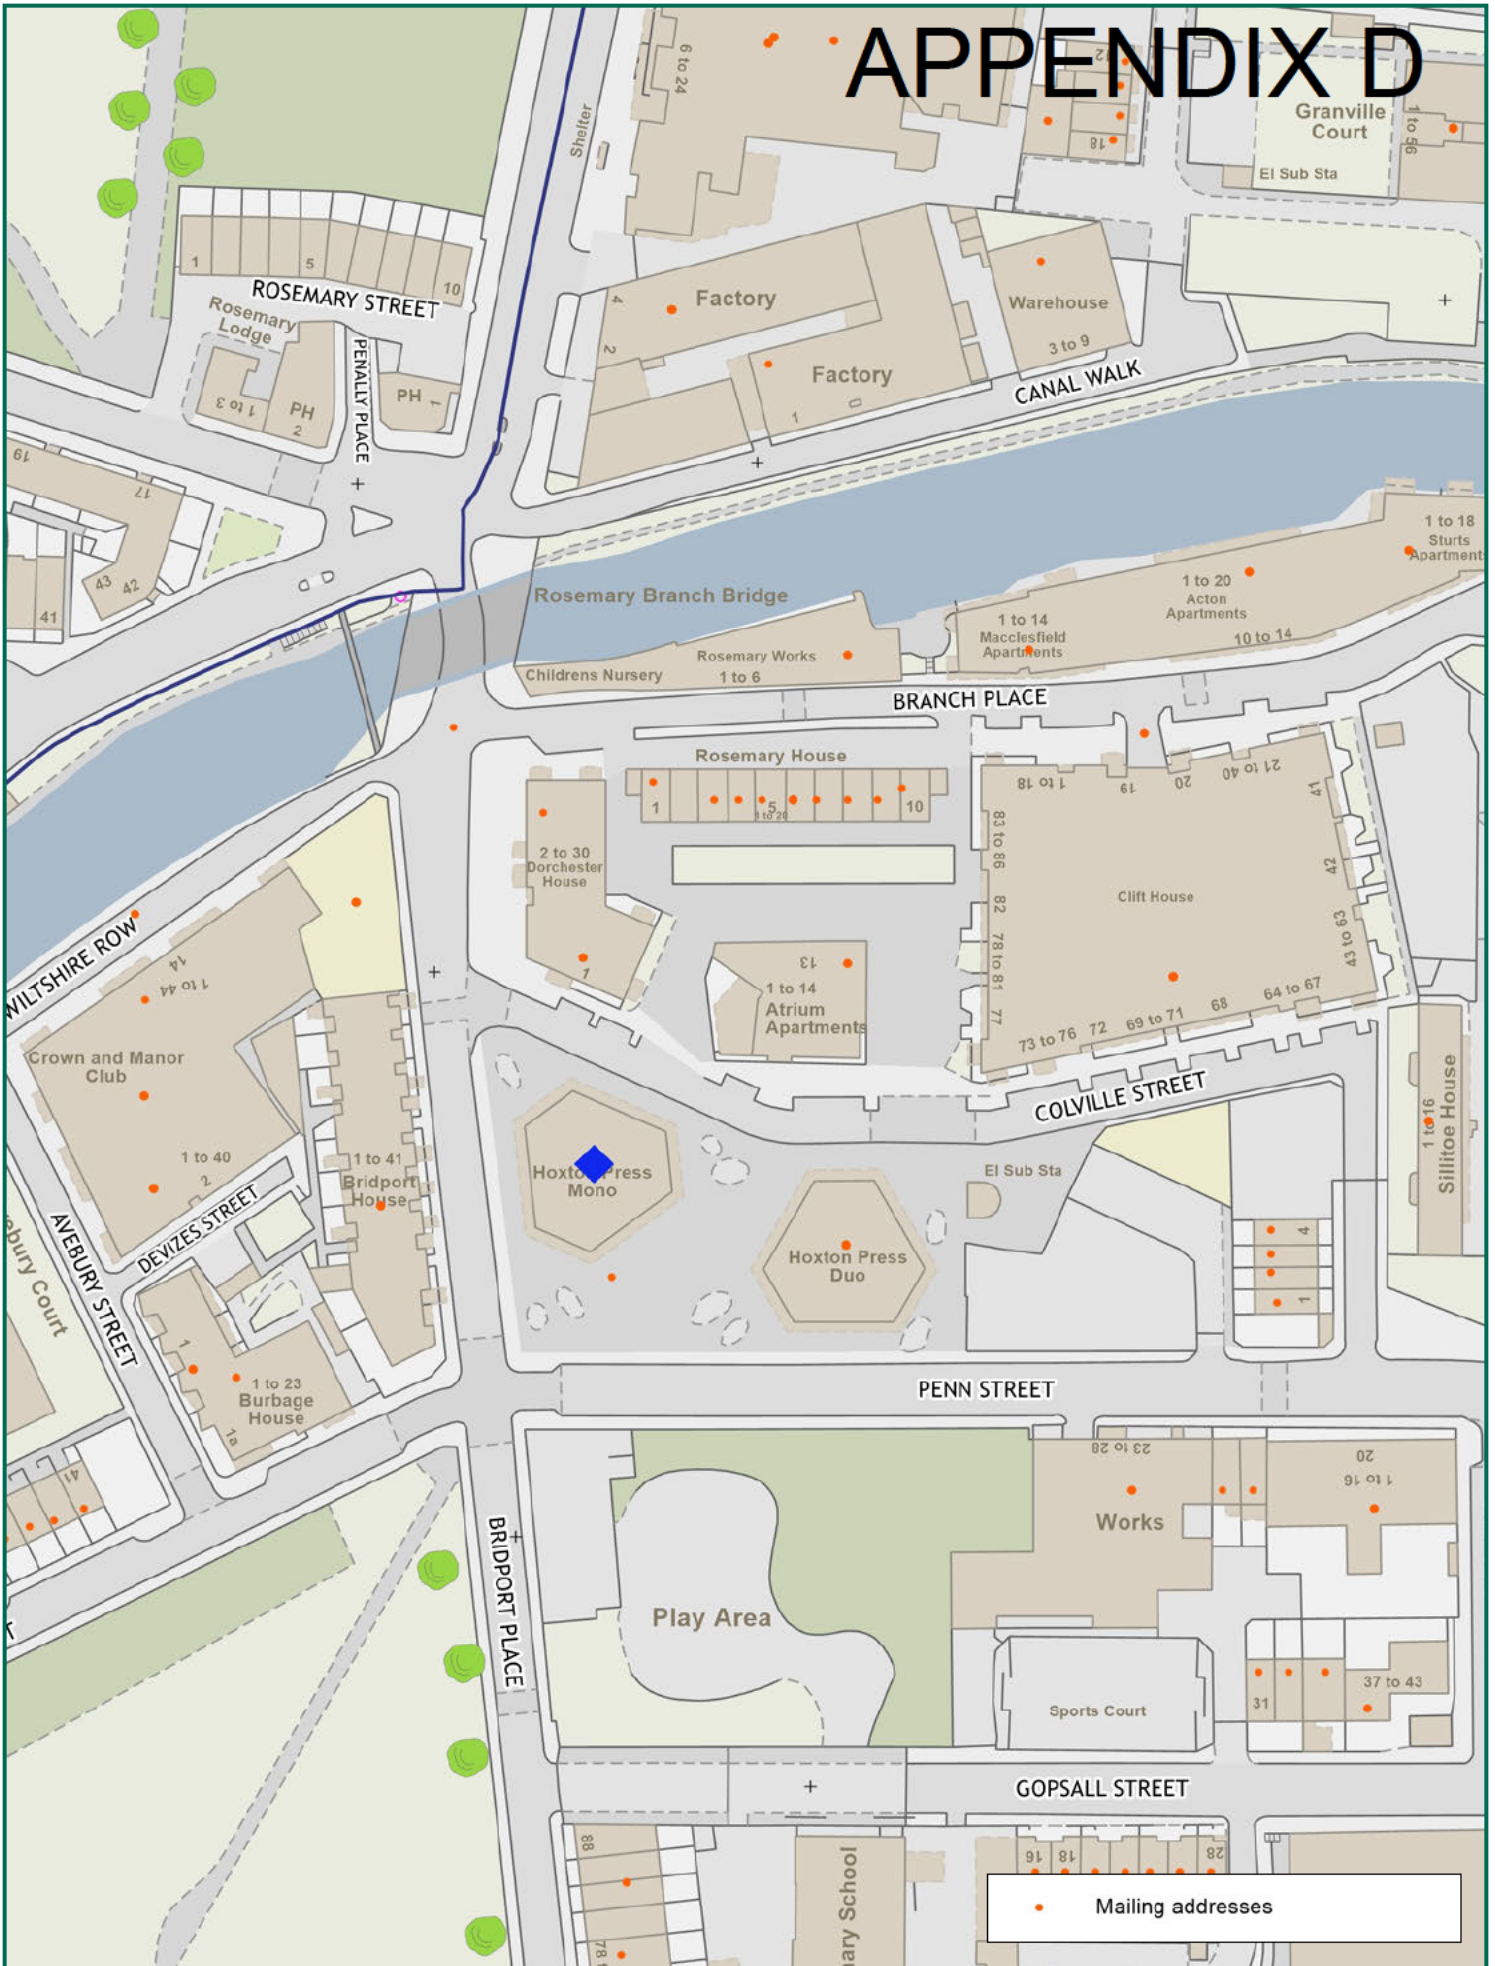 APPENDIX D
6 to 24
12
18
Granville
Court
1 to 56
El Sub Sta
Shelter
1
5
10
ROSEMARY STREET
Rosemary
Lodge
1 to 3
PH
2
PENALLY PLACE
PH
1
4
2
Factory
Factory
1
Warehouse
3 to 9
CANAL WALK
19
17
43
42
41
Rosemary Branch Bridge
Childrens Nursery
Rosemary Works
1 to 6
1 to 14
Macclesfield
Apartments
1 to 20
Acton
Apartments
10 to 14
1 to 18
Sturts
Apartments
BRANCH PLACE
Rosemary House
1
5
1 to 20
10
2 to 30
Dorchester
House
1
1 to 18
19
20
21 to 40
41
42
43 to 63
83 to 86
82
78 to 81
77
Clift House
73 to 76
72
69 to 71
68
64 to 67
13
1 to 14
Atrium
Apartments
WILTSHIRE ROW
14
1 to 44
Crown and Manor
Club
1 to 40
2
1 to 41
Bridport
House
DEVIZES STREET
AVEBURY STREET
ebury Court
COLVILLE STREET
Hoxton Press
Mono
El Sub Sta
Hoxton Press
Duo
1 to 16
Sillitoe House
4
1
1
1 to 23
Burbage
House
1a
41
PENN STREET
BRIDPORT PLACE
23 to 28
Works
20
1 to 16
Play Area
Sports Court
31
37 to 43
GOPSALL STREET
88
78
ary School
16
18
28
Mailing addresses